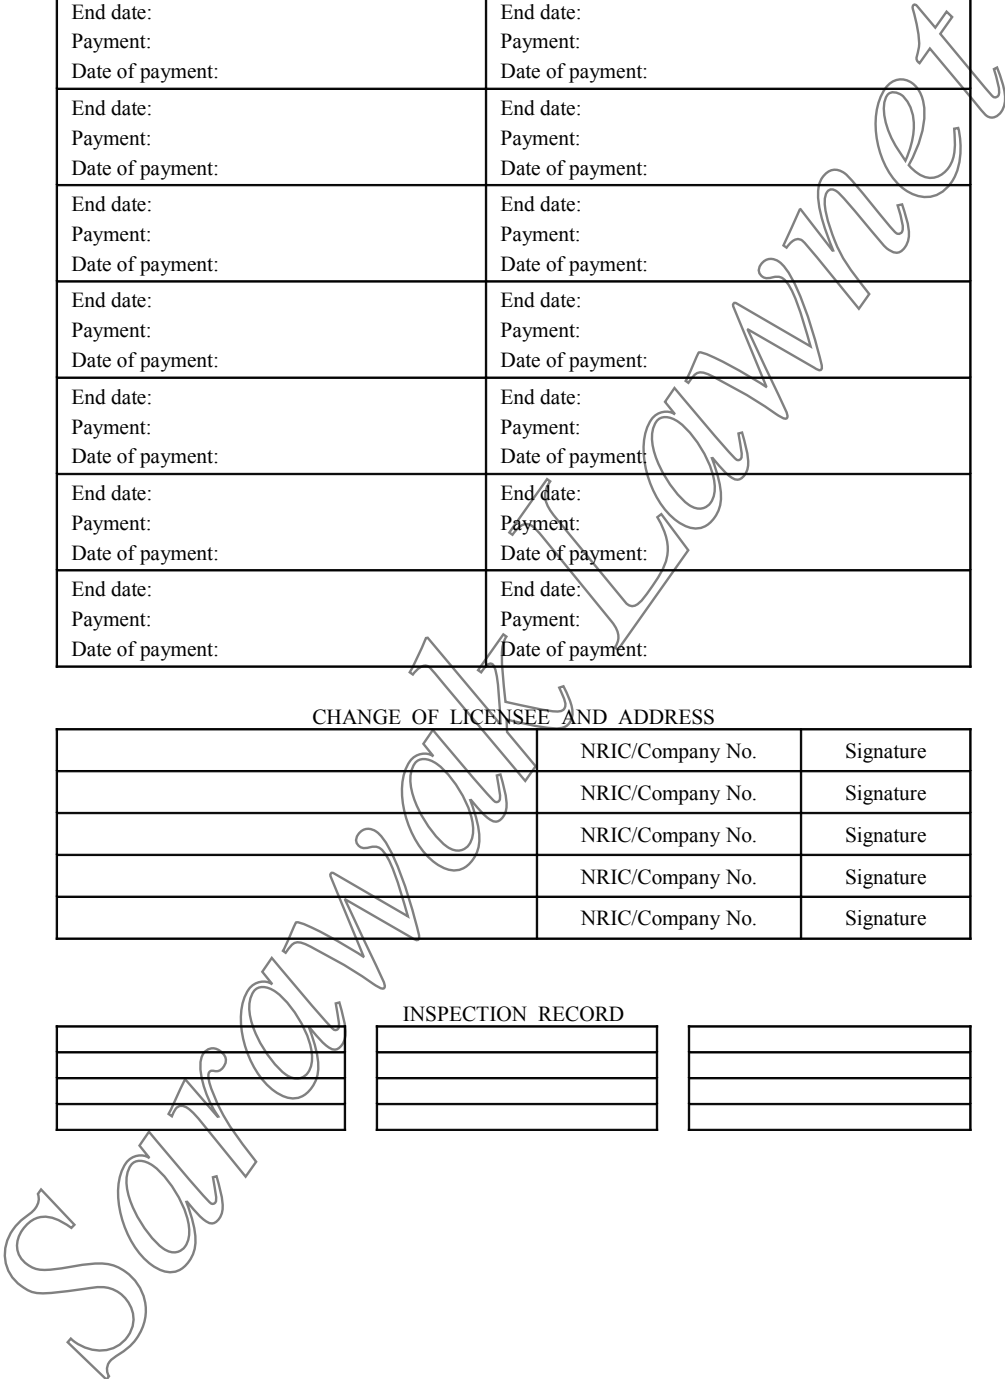 End date: End date:
Payment: Payment:
Date of payment: Date of payment:
End date: End date:
Payment: Payment:
Date of payment: Date of payment:
End date: End date:
Payment: Payment:
Date of payment: Date of payment:
End date: End date:
Payment: Payment:
Date of payment: Date of payment:
End date: End date:
Payment: Payment:
Date of payment: Date of payment:
End date: End date:
Payment: Payment:
Date of payment: Date of payment:
End date: End date:
Payment: Payment:
Date of payment: Date of payment:
CHANGE OF LICENSEE AND ADDRESS
NRIC/Company No. Signature
NRIC/Company No. Signature
NRIC/Company No. Signature
NRIC/Company No. Signature
NRIC/Company No. Signature
INSPECTION RECORD
Sarawak Lawnet